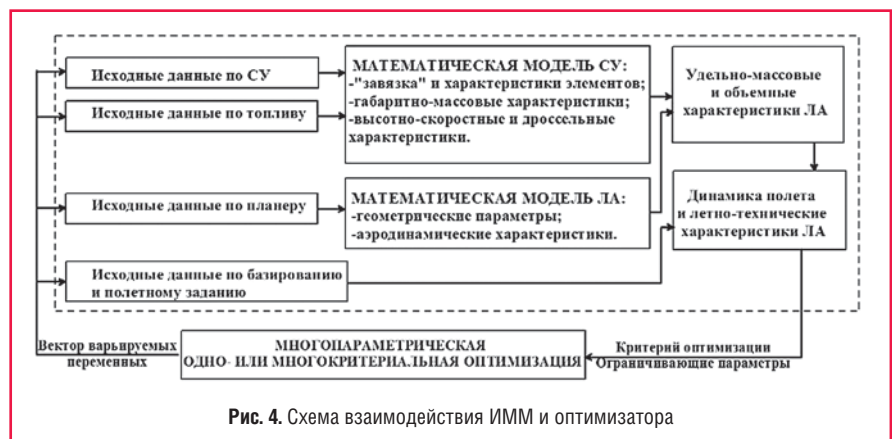 Исходные данные по СУ
Исходные данные по топливу
МАТЕМАТИЧЕСКАЯ МОДЕЛЬ СУ:
-"завязка" и характеристики элементов;
-габаритно-массовые характеристики;
-высотно-скоростные и дроссельные
характеристики.
Удельно-массовые
и объемные
характеристики ЛА
Исходные данные по планеру
МАТЕМАТИЧЕСКАЯ МОДЕЛЬ ЛА:
-геометрические параметры;
-аэродинамические характеристики.
Динамика полета
и летно-технические
характеристики ЛА
Исходные данные по базированию
и полетному заданию
Вектор варьируемых
переменных
МНОГОПАРАМЕТРИЧЕСКАЯ
ОДНО- ИЛИ МНОГОКРИТЕРИАЛЬНАЯ ОПТИМИЗАЦИЯ
Критерий оптимизации
Ограничивающие параметры
Рис. 4. Схема взаимодействия ИММ и оптимизатора